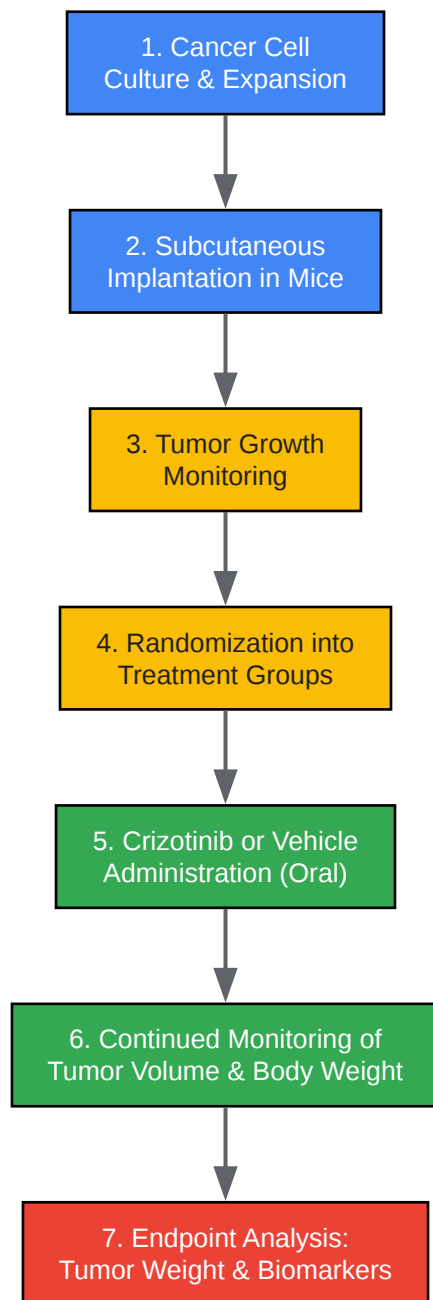 1. Cancer Cell
Culture & Expansion
2. Subcutaneous
Implantation in Mice
3. Tumor Growth
Monitoring
4. Randomization into
Treatment Groups
5. Crizotinib or Vehicle
Administration (Oral)
6. Continued Monitoring of
Tumor Volume & Body Weight
7. Endpoint Analysis:
Tumor Weight & Biomarkers